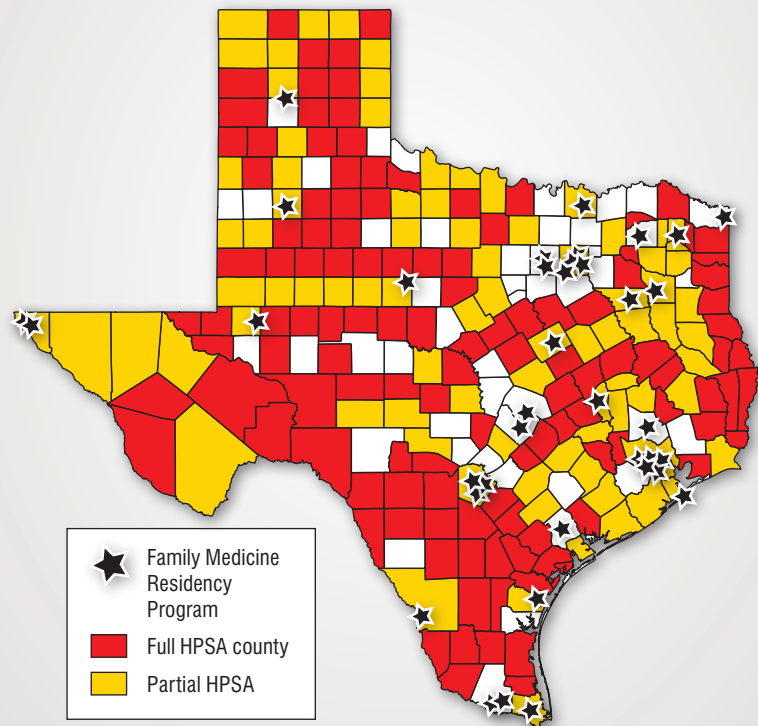 Family Medicine
Residency
Program
Full HPSA county
Partial HPSA